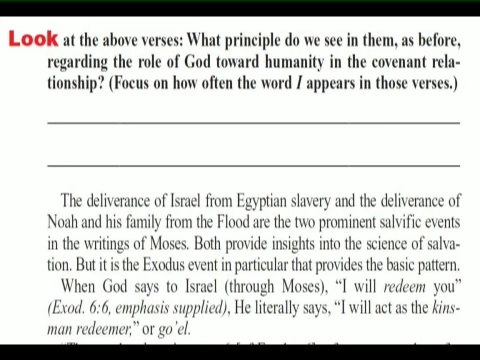 Look at the above verses: What principle do we see in them, as before,
regarding the role of God toward humanity in the covenant rela-
tionship? (Focus on how often the word I appears in those verses.)
The deliverance of Israel from Egyptian slavery and the deliverance of
Noah and his family from the Flood are the two prominent salvific events
in the writings of Moses. Both provide insights into the science of salva-
tion. But it is the Exodus event in particular that provides the basic pattern.
When God says to Israel (through Moses), “I will redeem you”
(Exod. 6:6, emphasis supplied), He literally says, “I will act as the kins-
man redeemer,” or go’el.